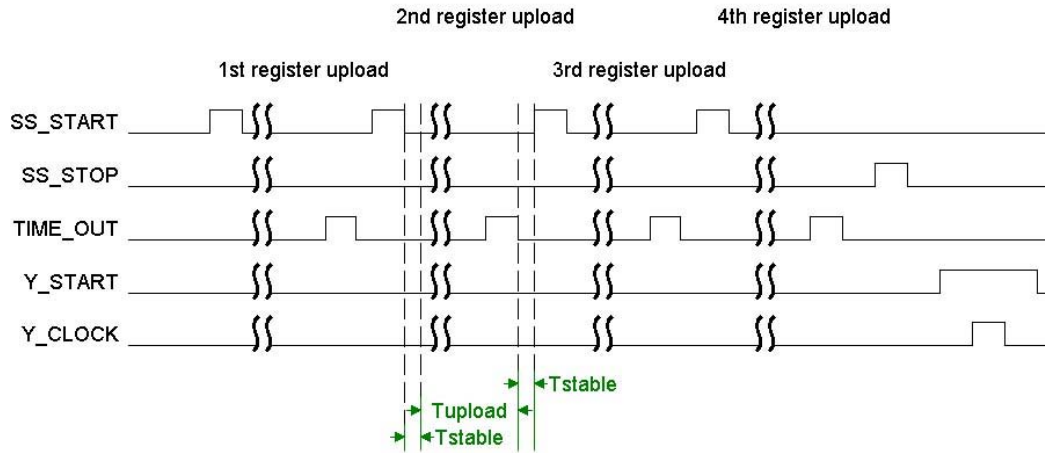 2nd register upload
4th register upload
1st register upload
3rd register upload
SS_START
SS_STOP
TIME_OUT
Y_START
Y_CLOCK
Tstable
Tupload
Tstable